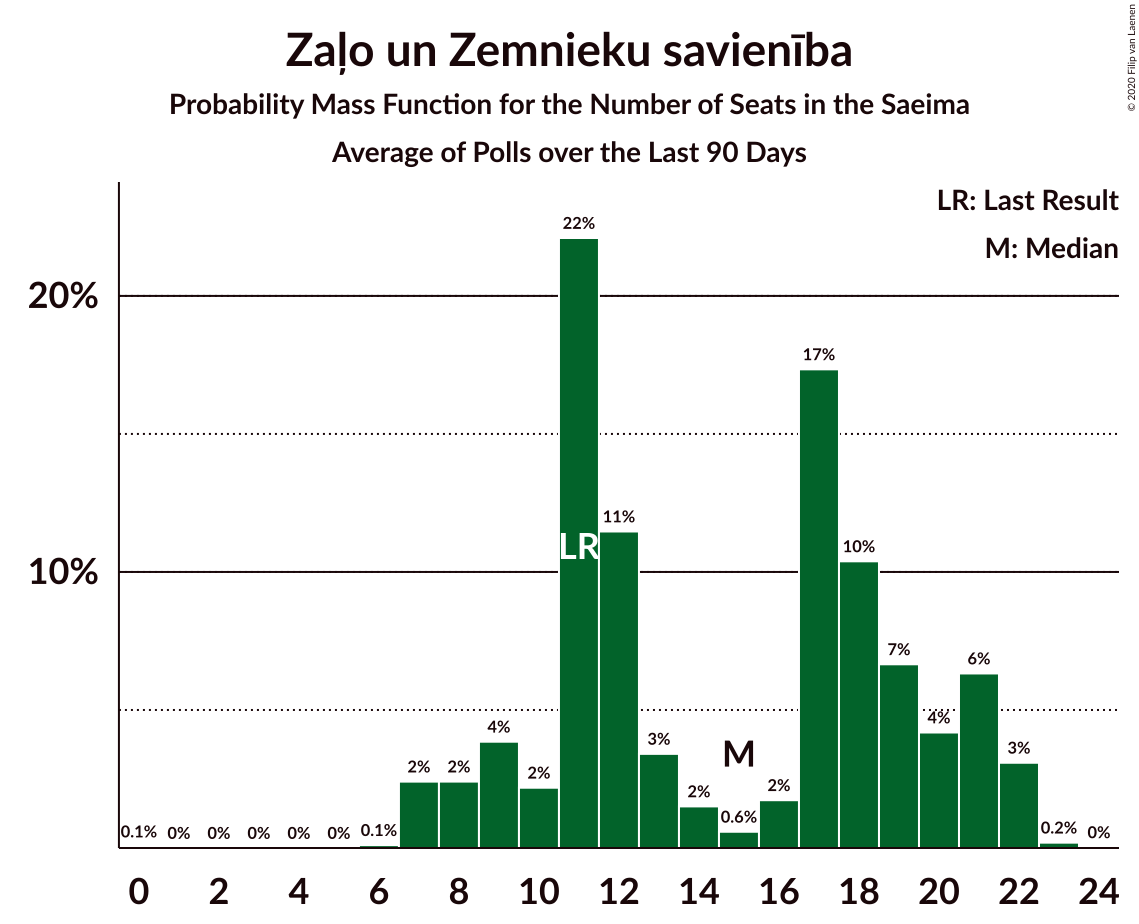 Zaļo un Zemnieku savienība
Probability Mass Function for the Number of Seats in the Saeima
Average of Polls over the Last 90 Days
© 2020 Filip van Laenen
LR: Last Result
M: Median
20%
10%
0.1% 0% 0% 0% 0% 0% 0.1% 2% 2% 4% 2% 22% 11% 3% 2% 0.6% 2% 17% 10% 7% 4% 6% 3% 0.2% 0%
LR
M
0 2 4 6 8 10 12 14 16 18 20 22 24